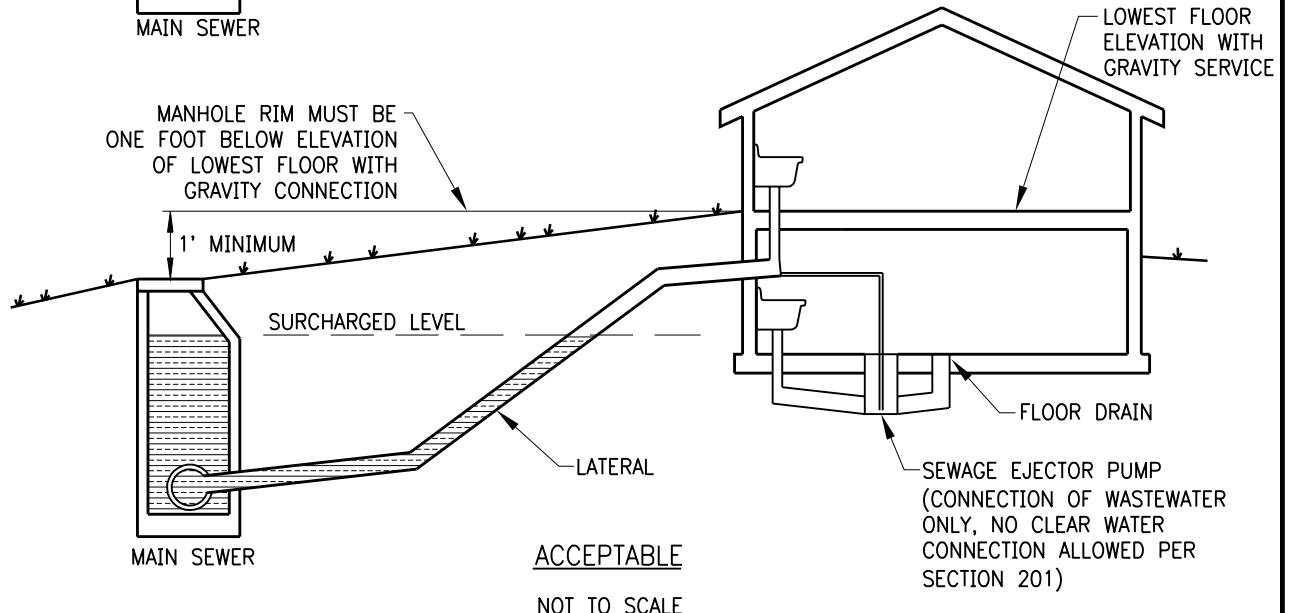 MAIN SEWER
LOWEST FLOOR
ELEVATION WITH
GRAVITY SERVICE
MANHOLE RIM MUST BE
ONE FOOT BELOW ELEVATION
OF LOWEST FLOOR WITH
GRAVITY CONNECTION
1' MINIMUM
SURCHARGED LEVEL
FLOOR DRAIN
LATERAL
SEWAGE EJECTOR PUMP
(CONNECTION OF WASTEWATER
ONLY, NO CLEAR WATER
CONNECTION ALLOWED PER
SECTION 201)
MAIN SEWER
ACCEPTABLE
NOT TO SCALE